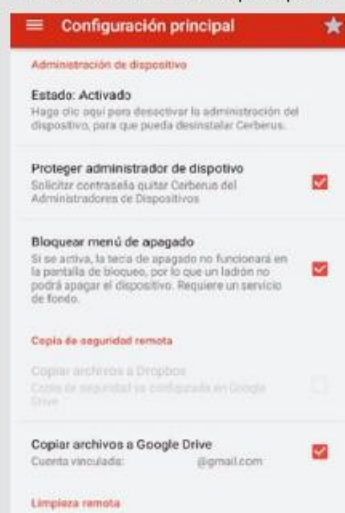 Configuración principal
Administración de dispositivo
Estado: Activado
Haga clic aquí para desactivar la administración del
dispositivo, para que pueda desinstalar Cerberus.
Proteger administrador de dispotivo
Solicitar contraseña quitar Cerberus del
Administradores de Dispositivos
Bloquear menú de apagado
Si se activa, la tecla de apagado no funcionará en
la pantalla de bloqueo, por lo que un ladrón no
podrá apagar el dispositivo. Requiere un servicio
de fondo.
Copia de seguridad remota
Copiar archivos a Dropbox
Copia de seguridad ya configurada en Google
Drive
Copiar archivos a Google Drive
Cuenta vinculada: @gmail.com
Limpieza remota